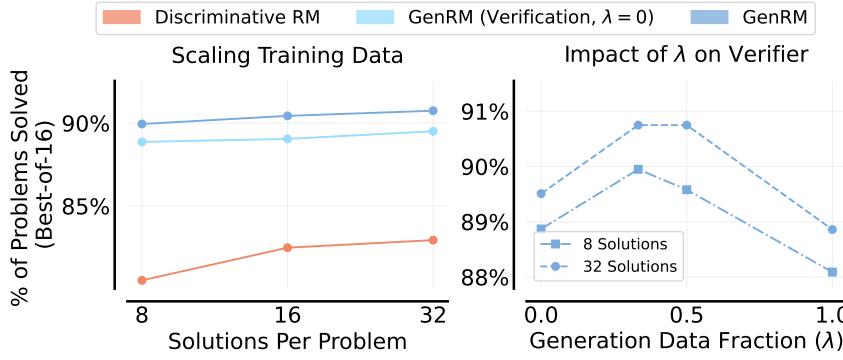 Discriminative RM
GenRM (Verification, λ = 0)
GenRM
Scaling Training Data
% of Problems Solved
(Best-of-16)
90%
85%
8
16
32
Solutions Per Problem
Impact of λ on Verifier
91%
90%
89%
88%
8 Solutions
32 Solutions
0.0
0.5
1.0
Generation Data Fraction (λ)